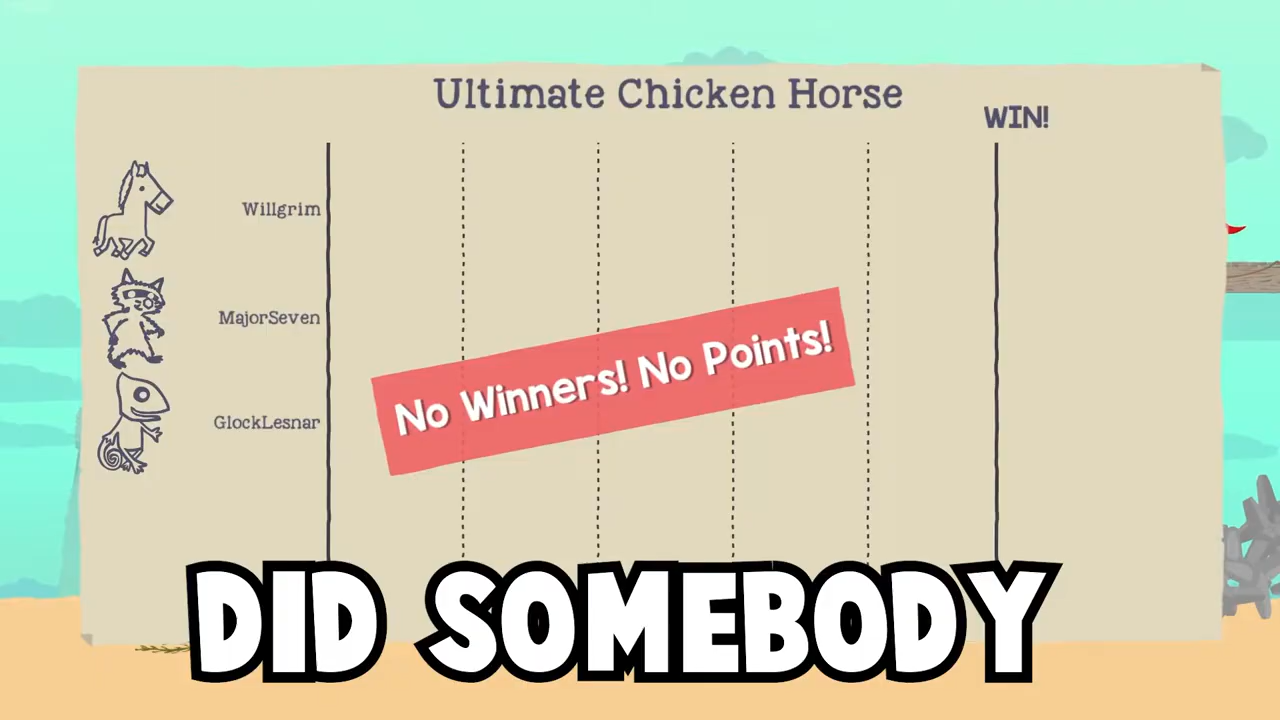 Ultimate Chicken Horse
WIN!
Willgrim
MajorSeven
No Winners! No Points!
GlockLesnar
DID SOMEBODY